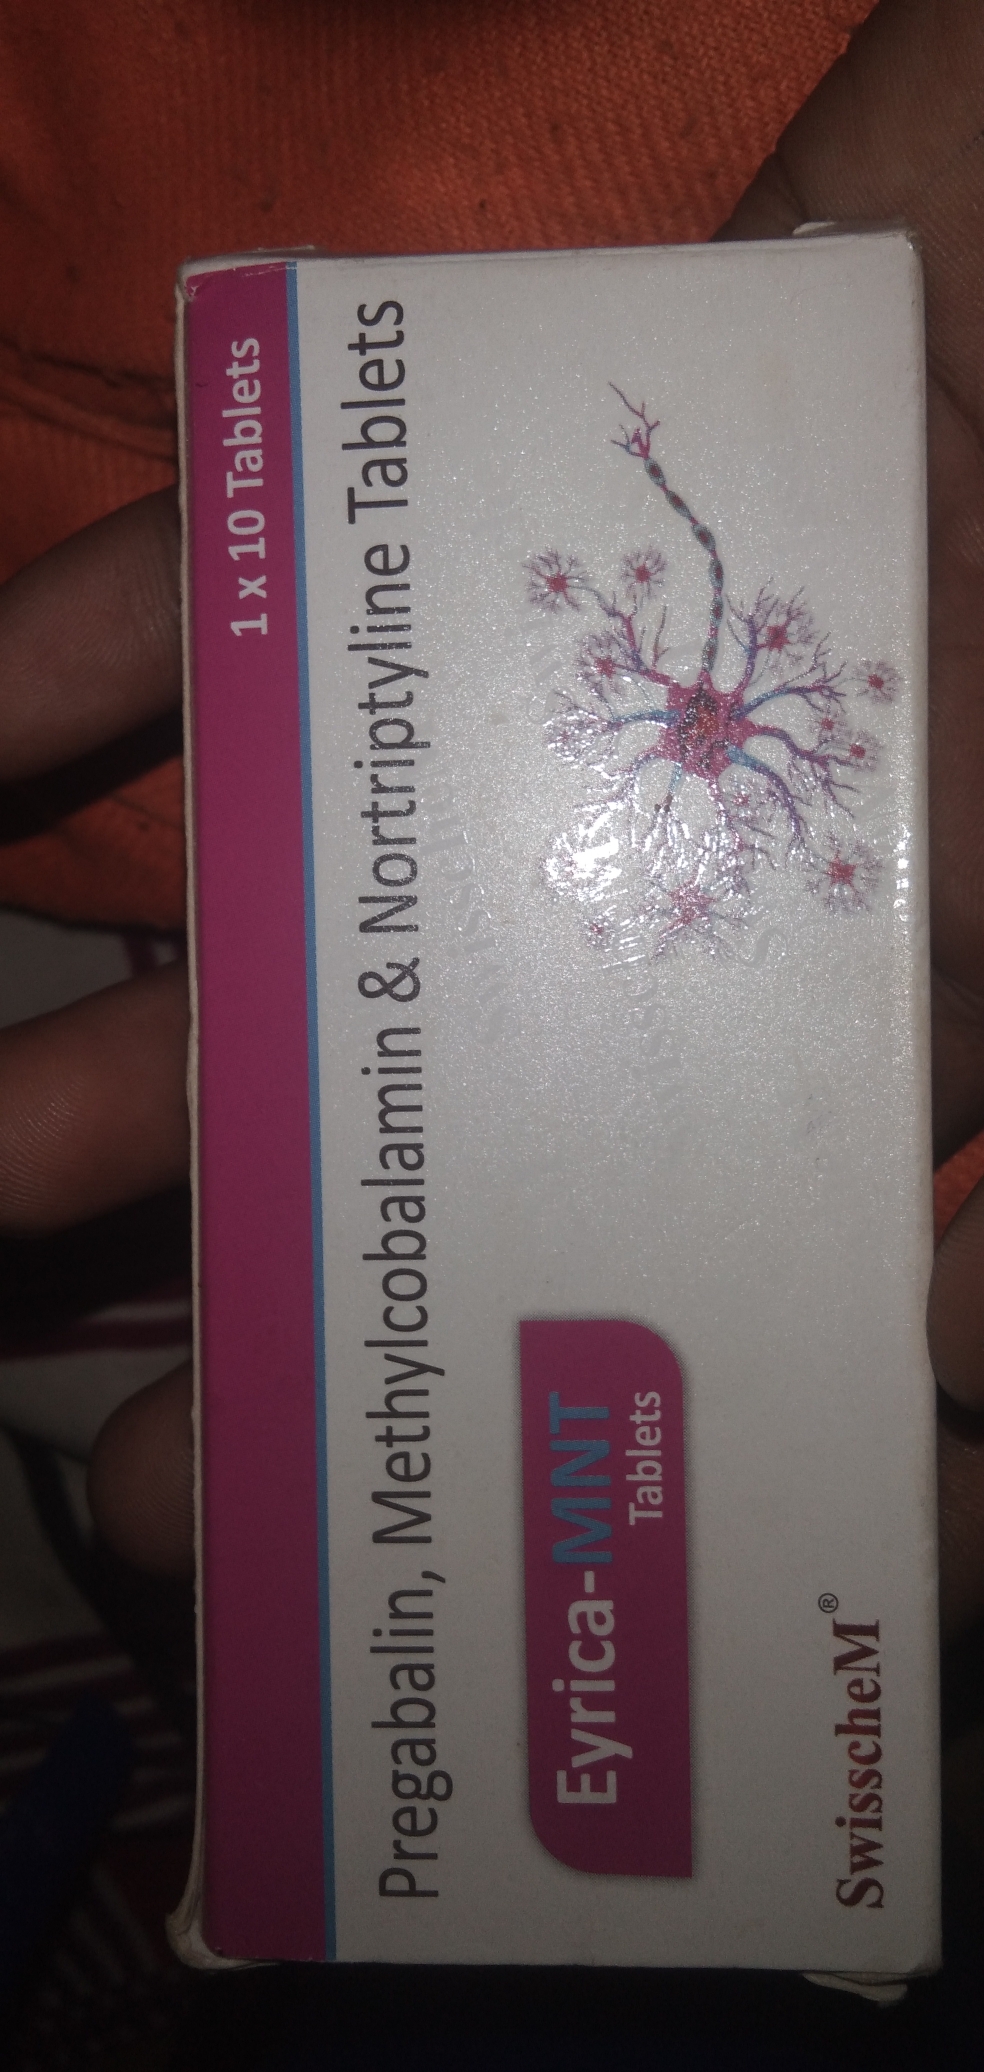 1 x 10 Tablets
Pregabalin, Methylcobalamin & Nortriptyline Tablets
Eyrica-MNT
Tablets
SwisscheM®